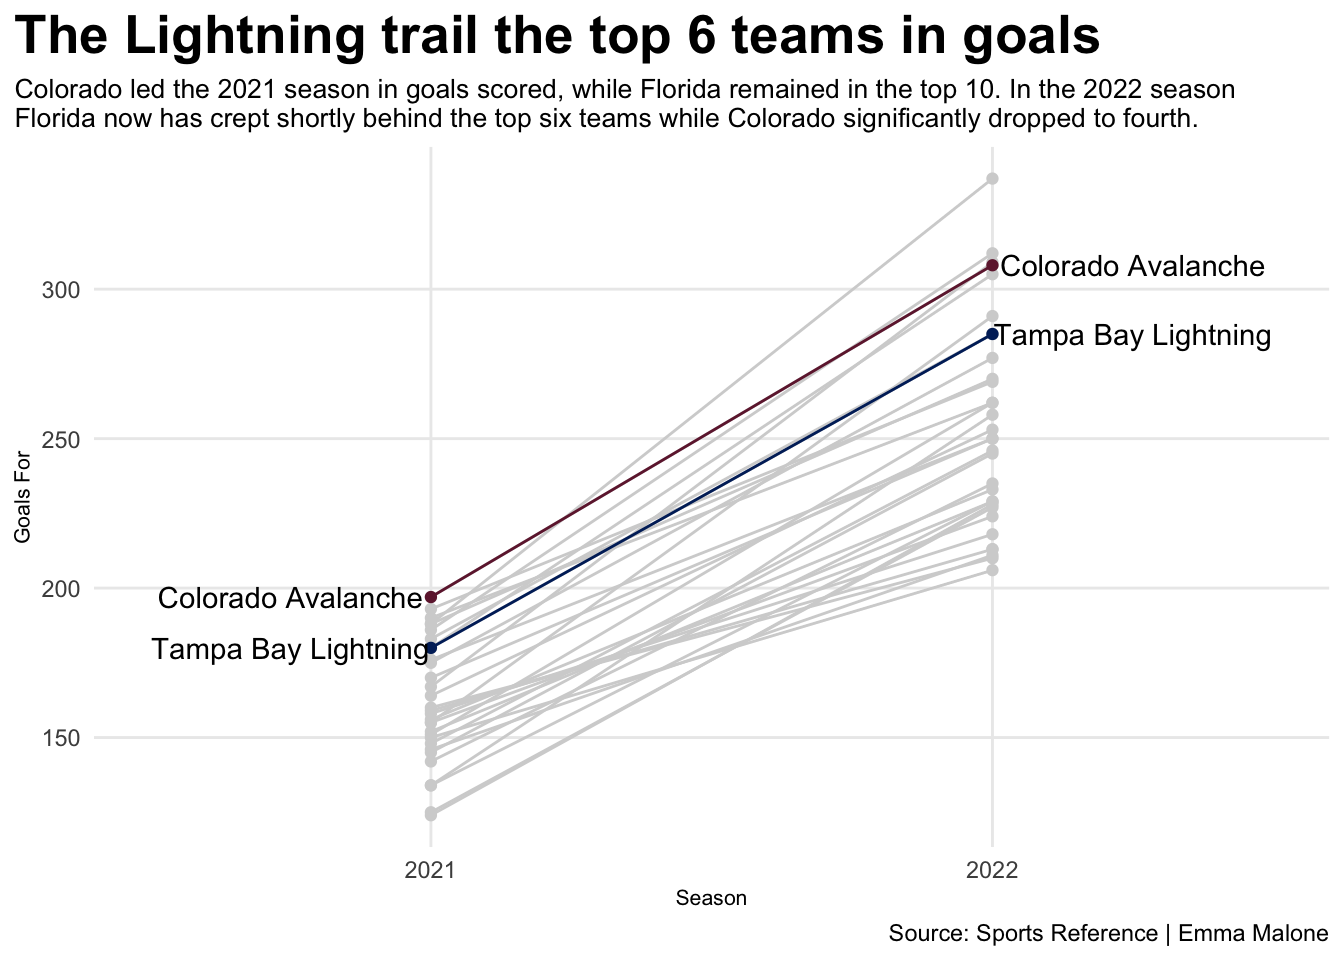 The Lightning trail the top 6 teams in goals
Colorado led the 2021 season in goals scored, while Florida remained in the top 10. In the 2022 season
Florida now has crept shortly behind the top six teams while Colorado significantly dropped to fourth.
Colorado Avalanche
300
Tampa Bay Lightning
250
Goals For
200
Colorado Avalanche
Tampa Bay Lightning
150
2021
2022
Season
Source: Sports Reference | Emma Malone